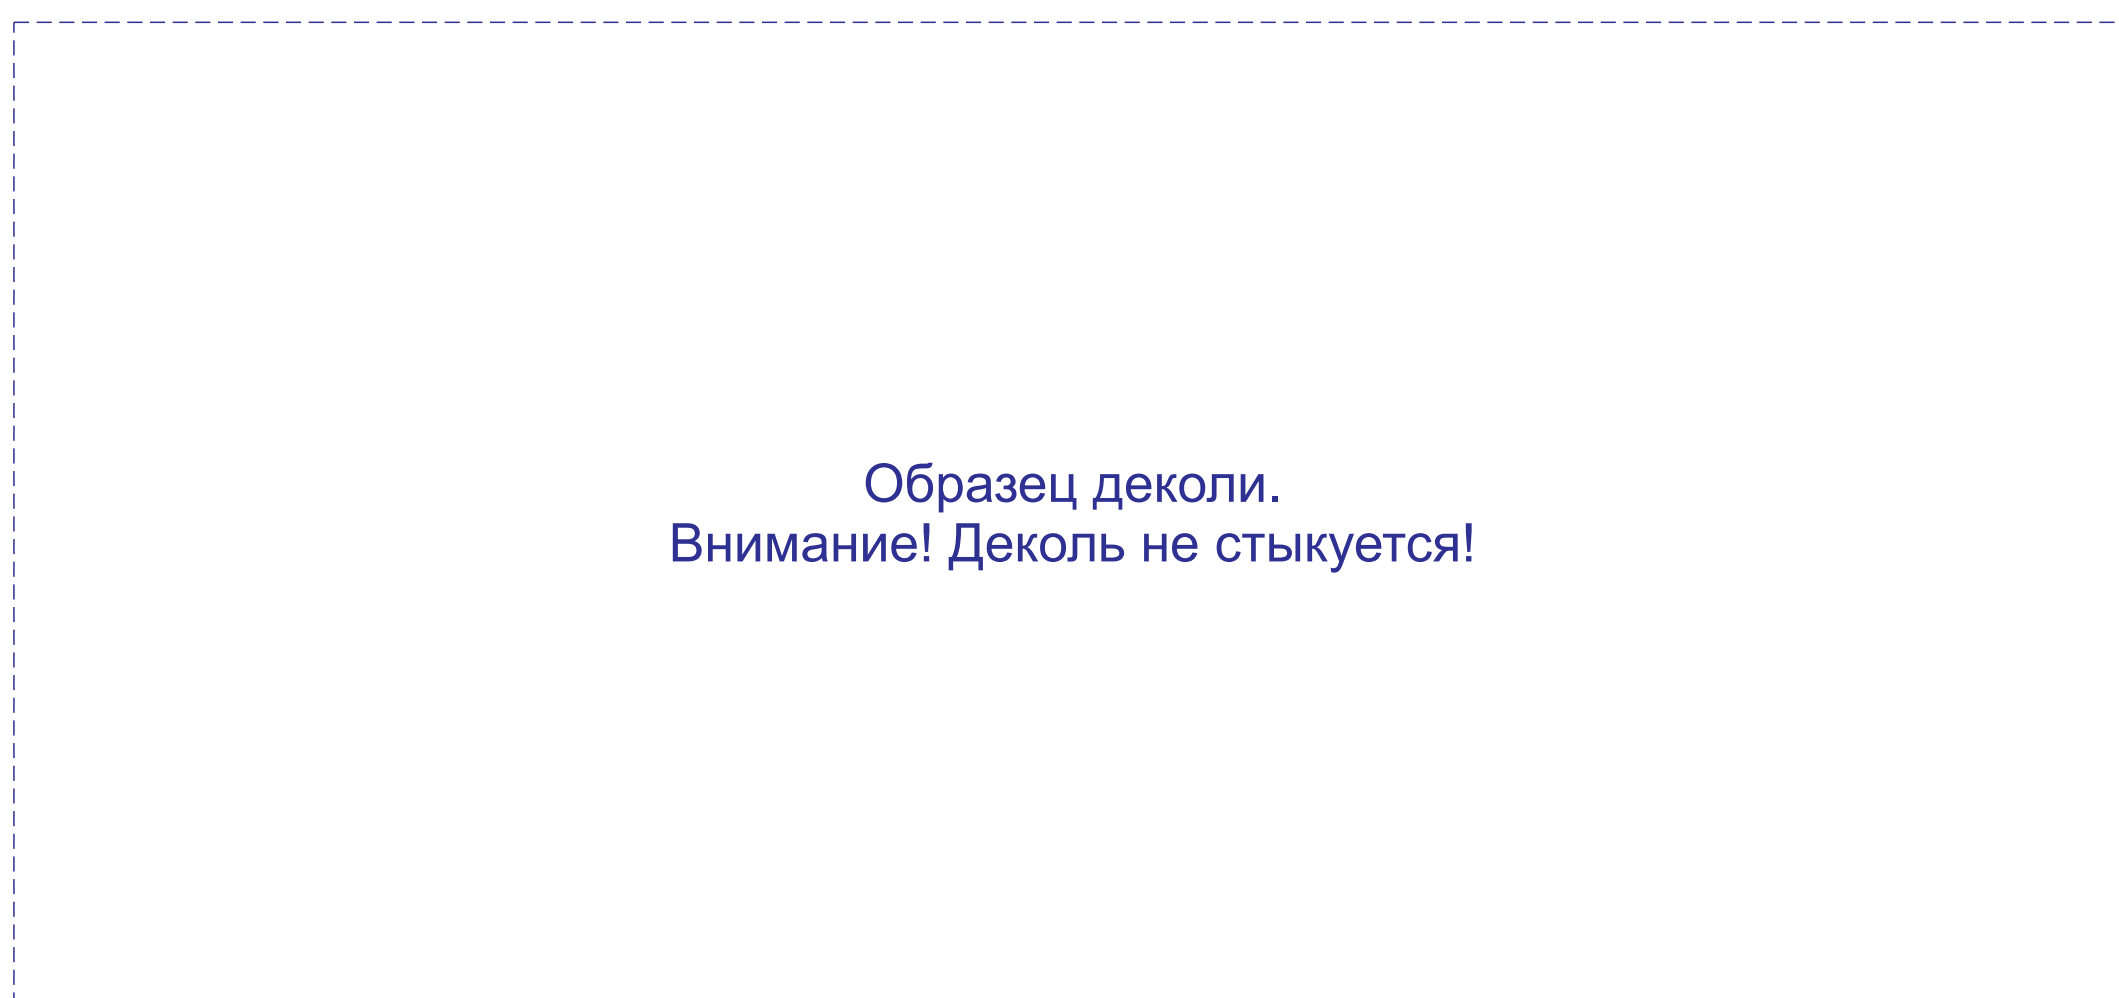 Образец деколи.
Внимание! Деколь не стыкуется!